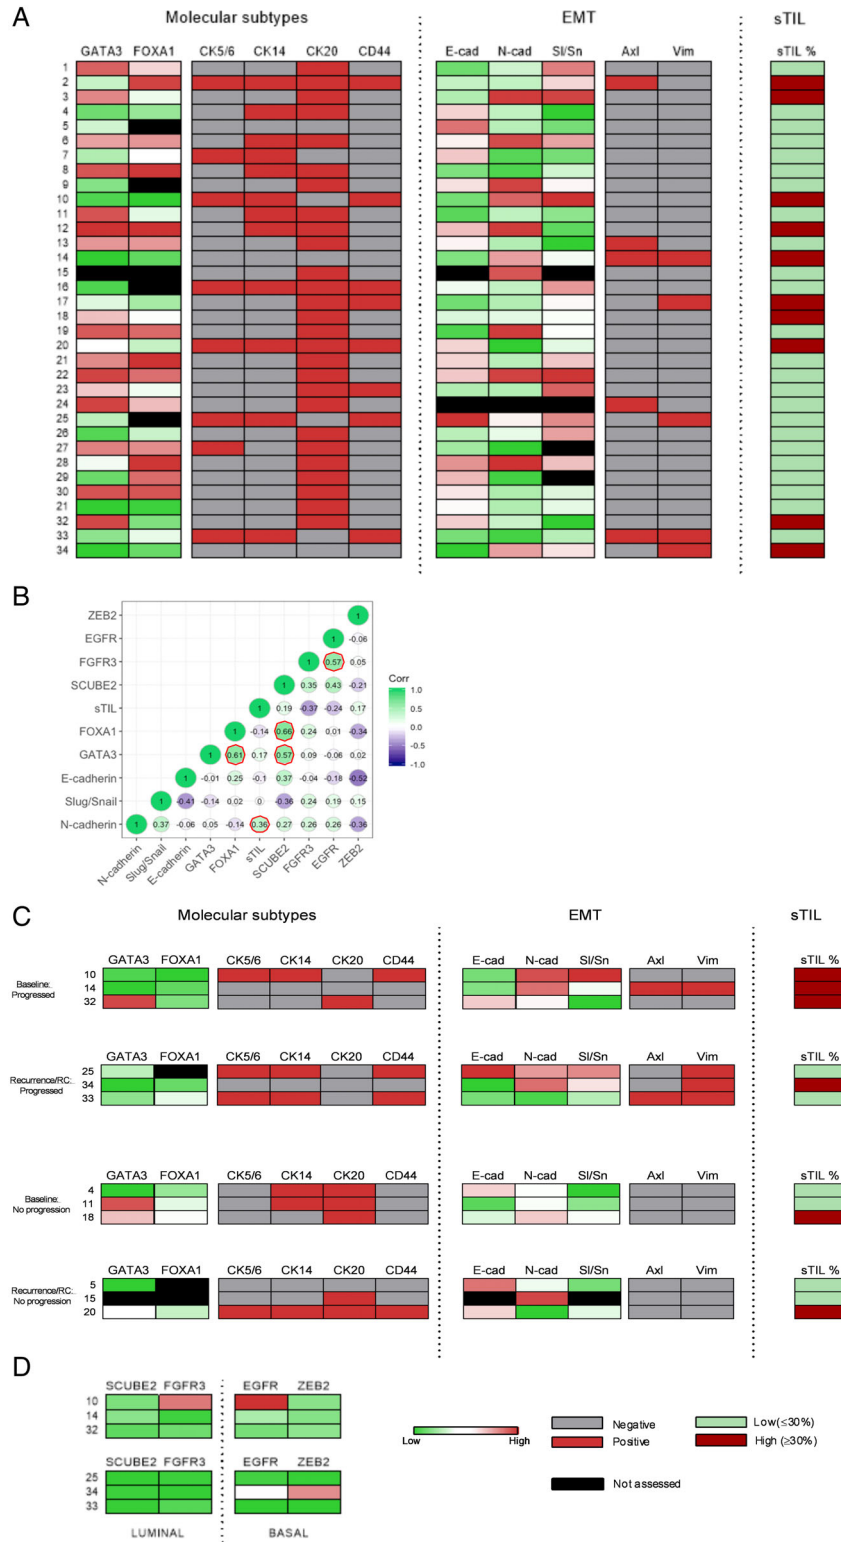 A
Molecular subtypes EMT sTIL
GATA3 FOXA1 CK5/6 CK14 CK20 CD44 E-cad N-cad Sl/Sn Axl Vim sTIL %
1
2
3
4
5
6
7
8
9
10
11
12
13
14
15
16
17
18
19
20
21
22
23
24
25
26
27
28
29
30
21
32
33
34
B
ZEB2 1
EGFR 1 -0.06
FGFR3 1 0.57 0.05
SCUBE2 1 0.35 0.43 -0.21
sTIL 1 0.19 -0.37 -0.24 0.17
FOXA1 1 -0.14 0.66 0.24 0.01 -0.34
GATA3 1 0.61 0.17 0.57 0.09 -0.06 0.02
E-cadherin 1 -0.01 0.25 -0.1 0.37 -0.04 -0.18 -0.52
Slug/Snail 1 -0.41 -0.14 0.02 0 -0.36 0.24 0.19 0.15
N-cadherin 1 0.37 -0.06 0.05 -0.14 0.36 0.27 0.26 0.26 -0.36
N-cadherin Slug/Snail E-cadherin GATA3 FOXA1 sTIL SCUBE2 FGFR3 EGFR ZEB2
Corr
1.0
0.5
0.0
-0.5
-1.0
C
Molecular subtypes EMT sTIL
GATA3 FOXA1 CK5/6 CK14 CK20 CD44 E-cad N-cad Sl/Sn Axl Vim sTIL %
Baseline:
Progressed
10
14
32
GATA3 FOXA1 CK5/6 CK14 CK20 CD44 E-cad N-cad Sl/Sn Axl Vim sTIL %
Recurrence/RC:
Progressed
25
34
33
GATA3 FOXA1 CK5/6 CK14 CK20 CD44 E-cad N-cad Sl/Sn Axl Vim sTIL %
Baseline:
No progression
4
11
18
GATA3 FOXA1 CK5/6 CK14 CK20 CD44 E-cad N-cad Sl/Sn Axl Vim sTIL %
Recurrence/RC:
No progression
5
15
20
D
SCUBE2 FGFR3 EGFR ZEB2
10
14
32
SCUBE2 FGFR3 EGFR ZEB2
25
34
33
LUMINAL BASAL
Low High
Negative
Positive
Not assessed
Low(≤30%)
High (≥30%)